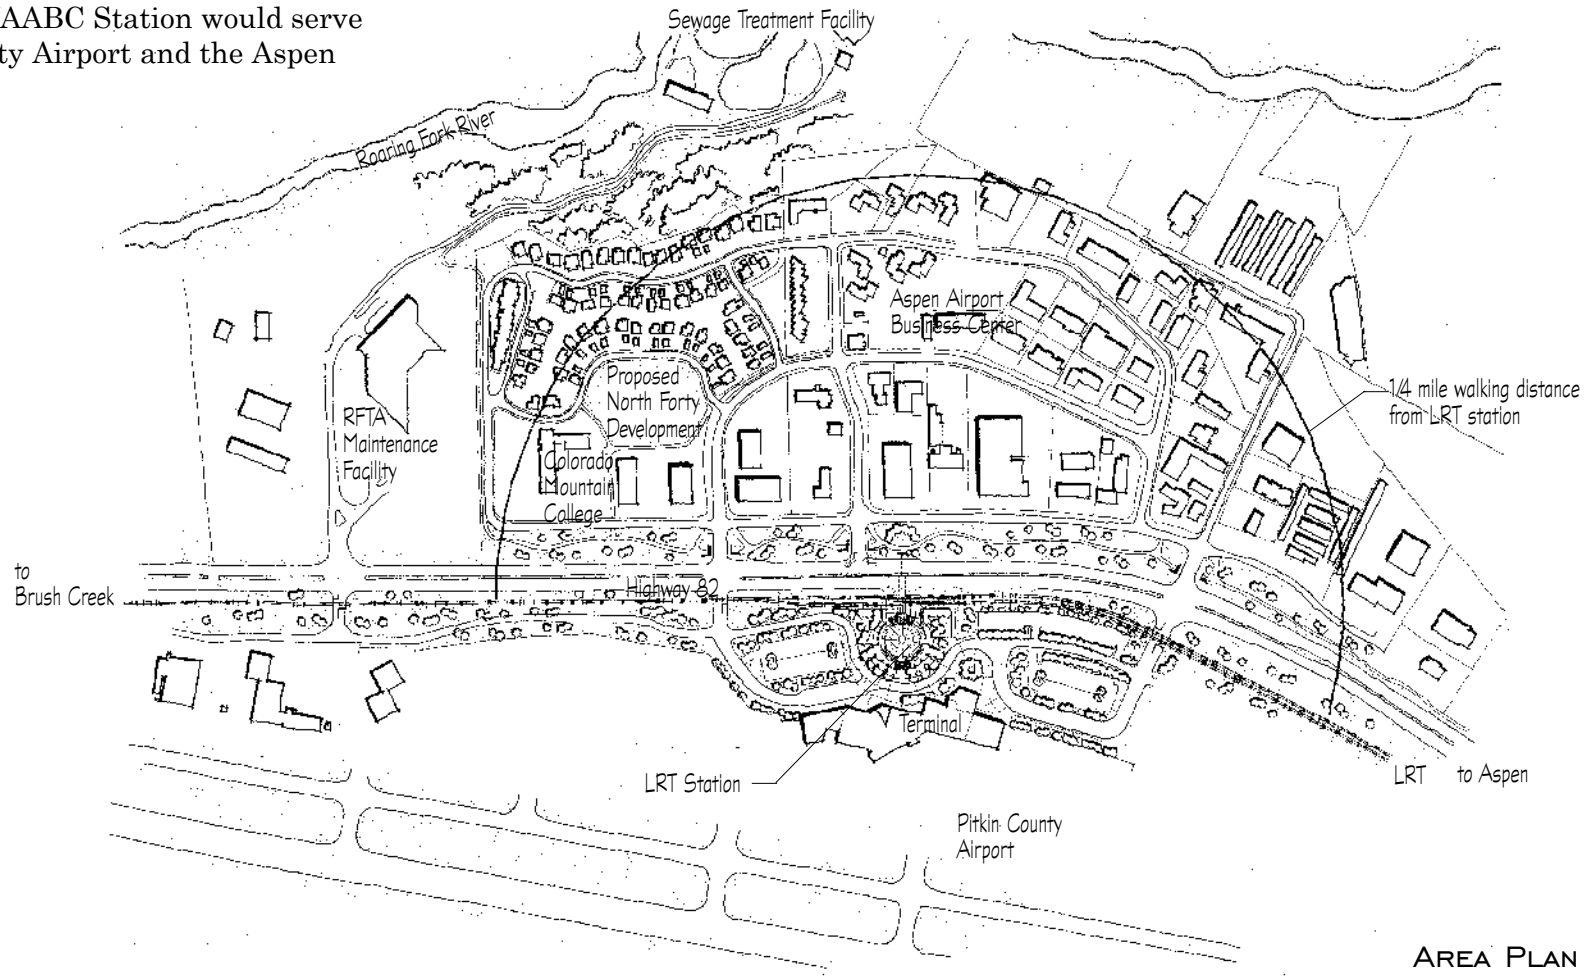 /AABC Station would serve
ty Airport and the Aspen
Sewage Treatment Facility
Roaring Fork River
Aspen Airport
Business Center
Proposed
North Forty
Development
1/4 mile walking distance
from LRT station
RFTA
Maintenance
Facility
Colorado
Mountain
College
to
Brush Creek
Highway 82
Terminal
LRT Station
LRT to Aspen
Pitkin County
Airport
AREA PLAN